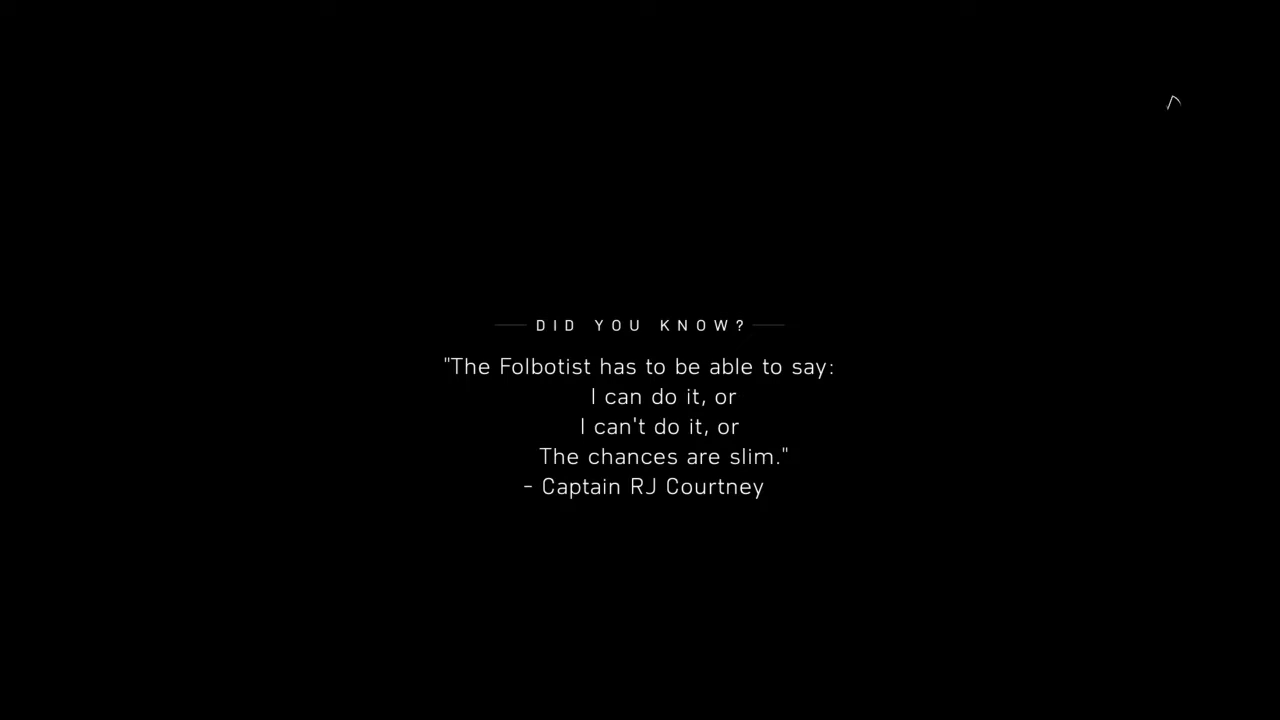 DID YOU KNOW?
"The Folbotist has to be able to say:
I can do it, or
I can't do it, or
The chances are slim."
- Captain RJ Courtney